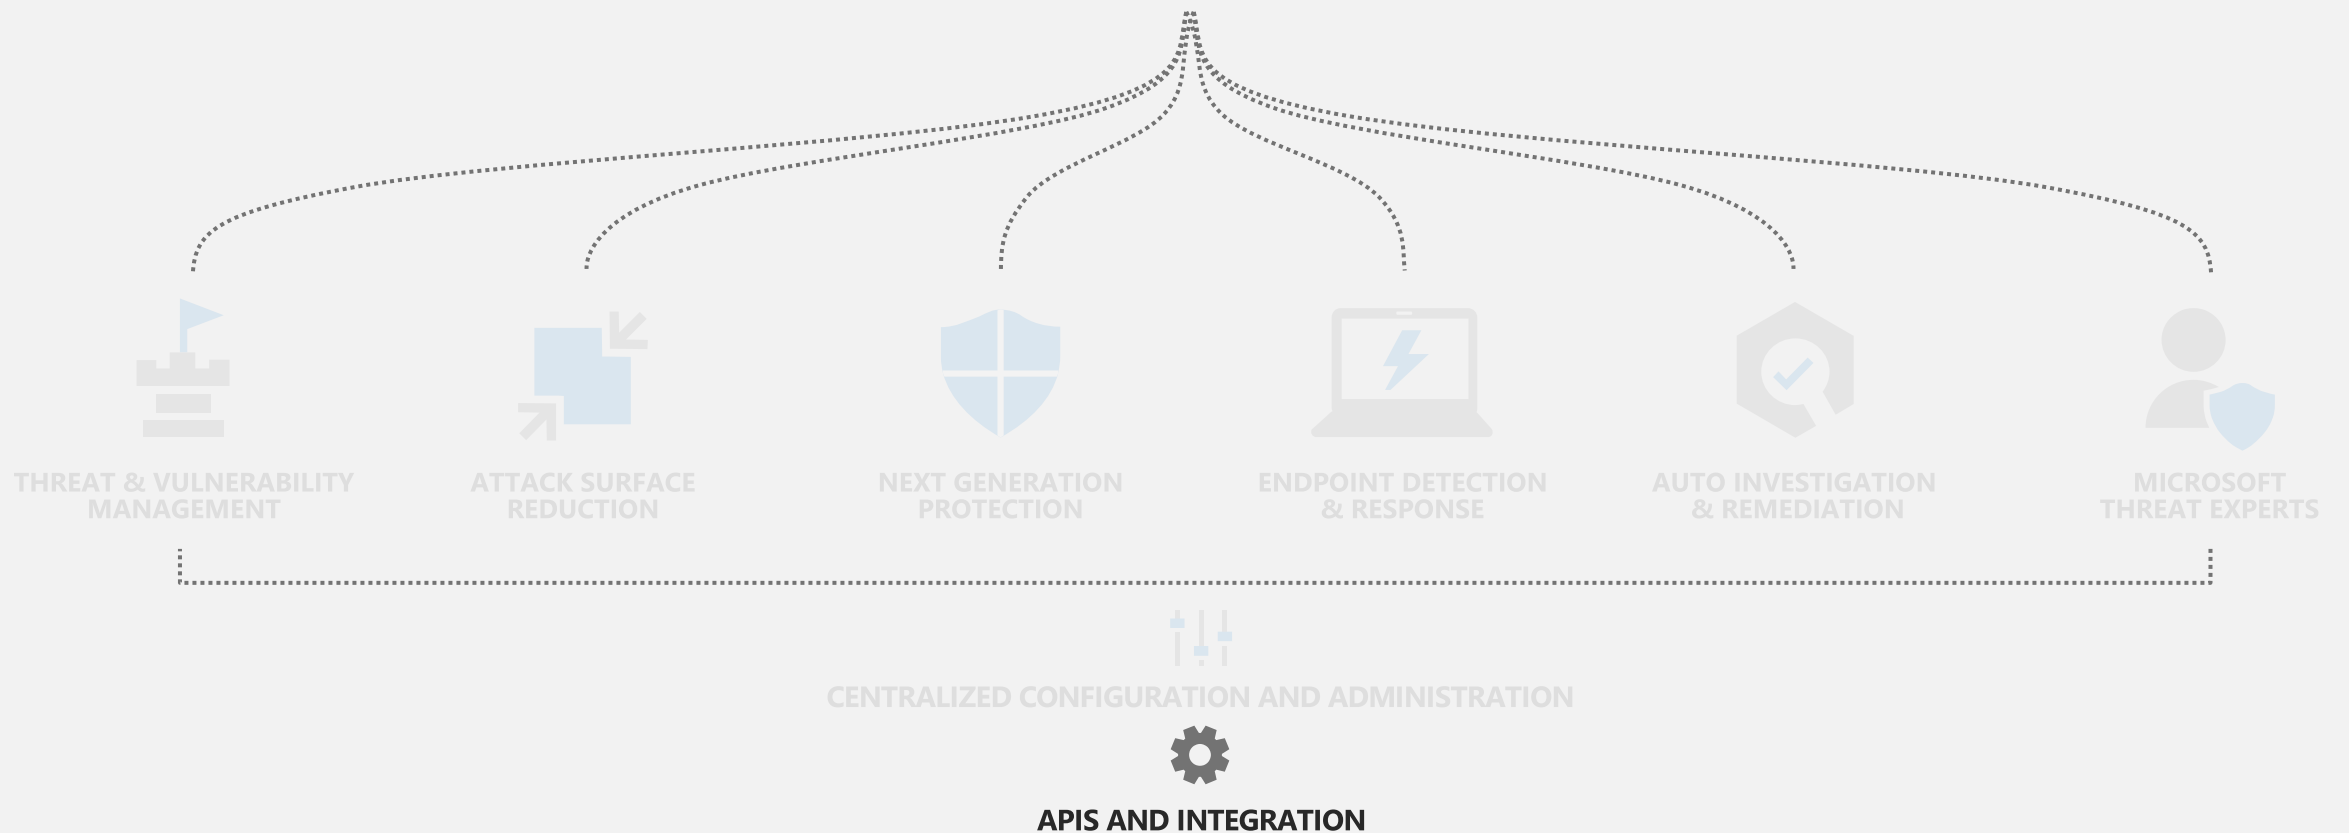 THREAT & VULNERABILITY
MANAGEMENT
ATTACK SURFACE
REDUCTION
NEXT GENERATION
PROTECTION
ENDPOINT DETECTION
& RESPONSE
AUTO INVESTIGATION
& REMEDIATION
MICROSOFT
THREAT EXPERTS
CENTRALIZED CONFIGURATION AND ADMINISTRATION
APIS AND INTEGRATION